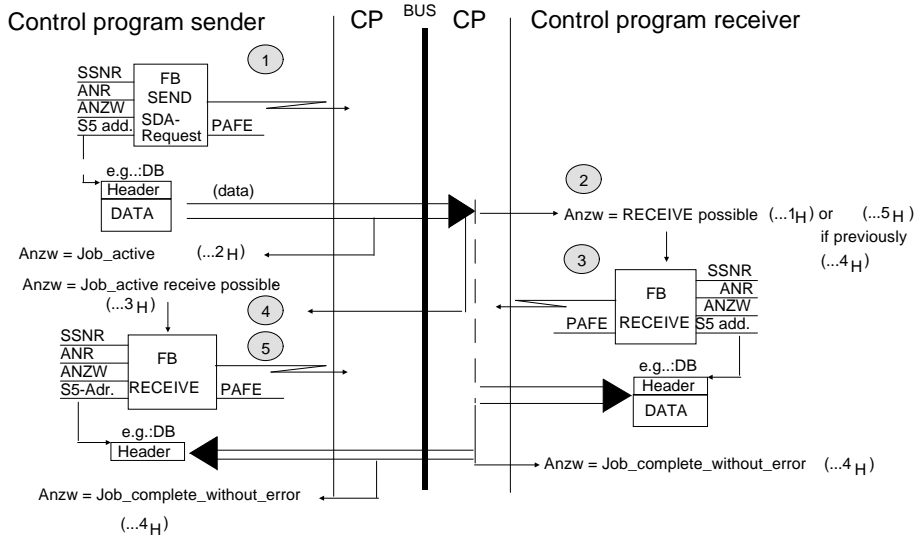 Control program sender
CP
BUS
CP
Control program receiver
1
SSNR
ANR
ANZW
S5 add.
FB
SEND
SDA-
Request
PAFE
e.g..:DB
Header
DATA
(data)
2
Anzw = RECEIVE possible (...1H) or (...5H)
if previously
(...4H)
Anzw = Job_active (...2H)
Anzw = Job_active receive possible
(...3H)
3
SSNR
ANR
ANZW
S5 add.
FB
RECEIVE
PAFE
4
5
SSNR
ANR
ANZW
S5-Adr.
FB
RECEIVE
PAFE
e.g.:DB
Header
DATA
e.g.:DB
Header
Anzw = Job_complete_without_error (...4H)
Anzw = Job_complete_without_error
(...4H)